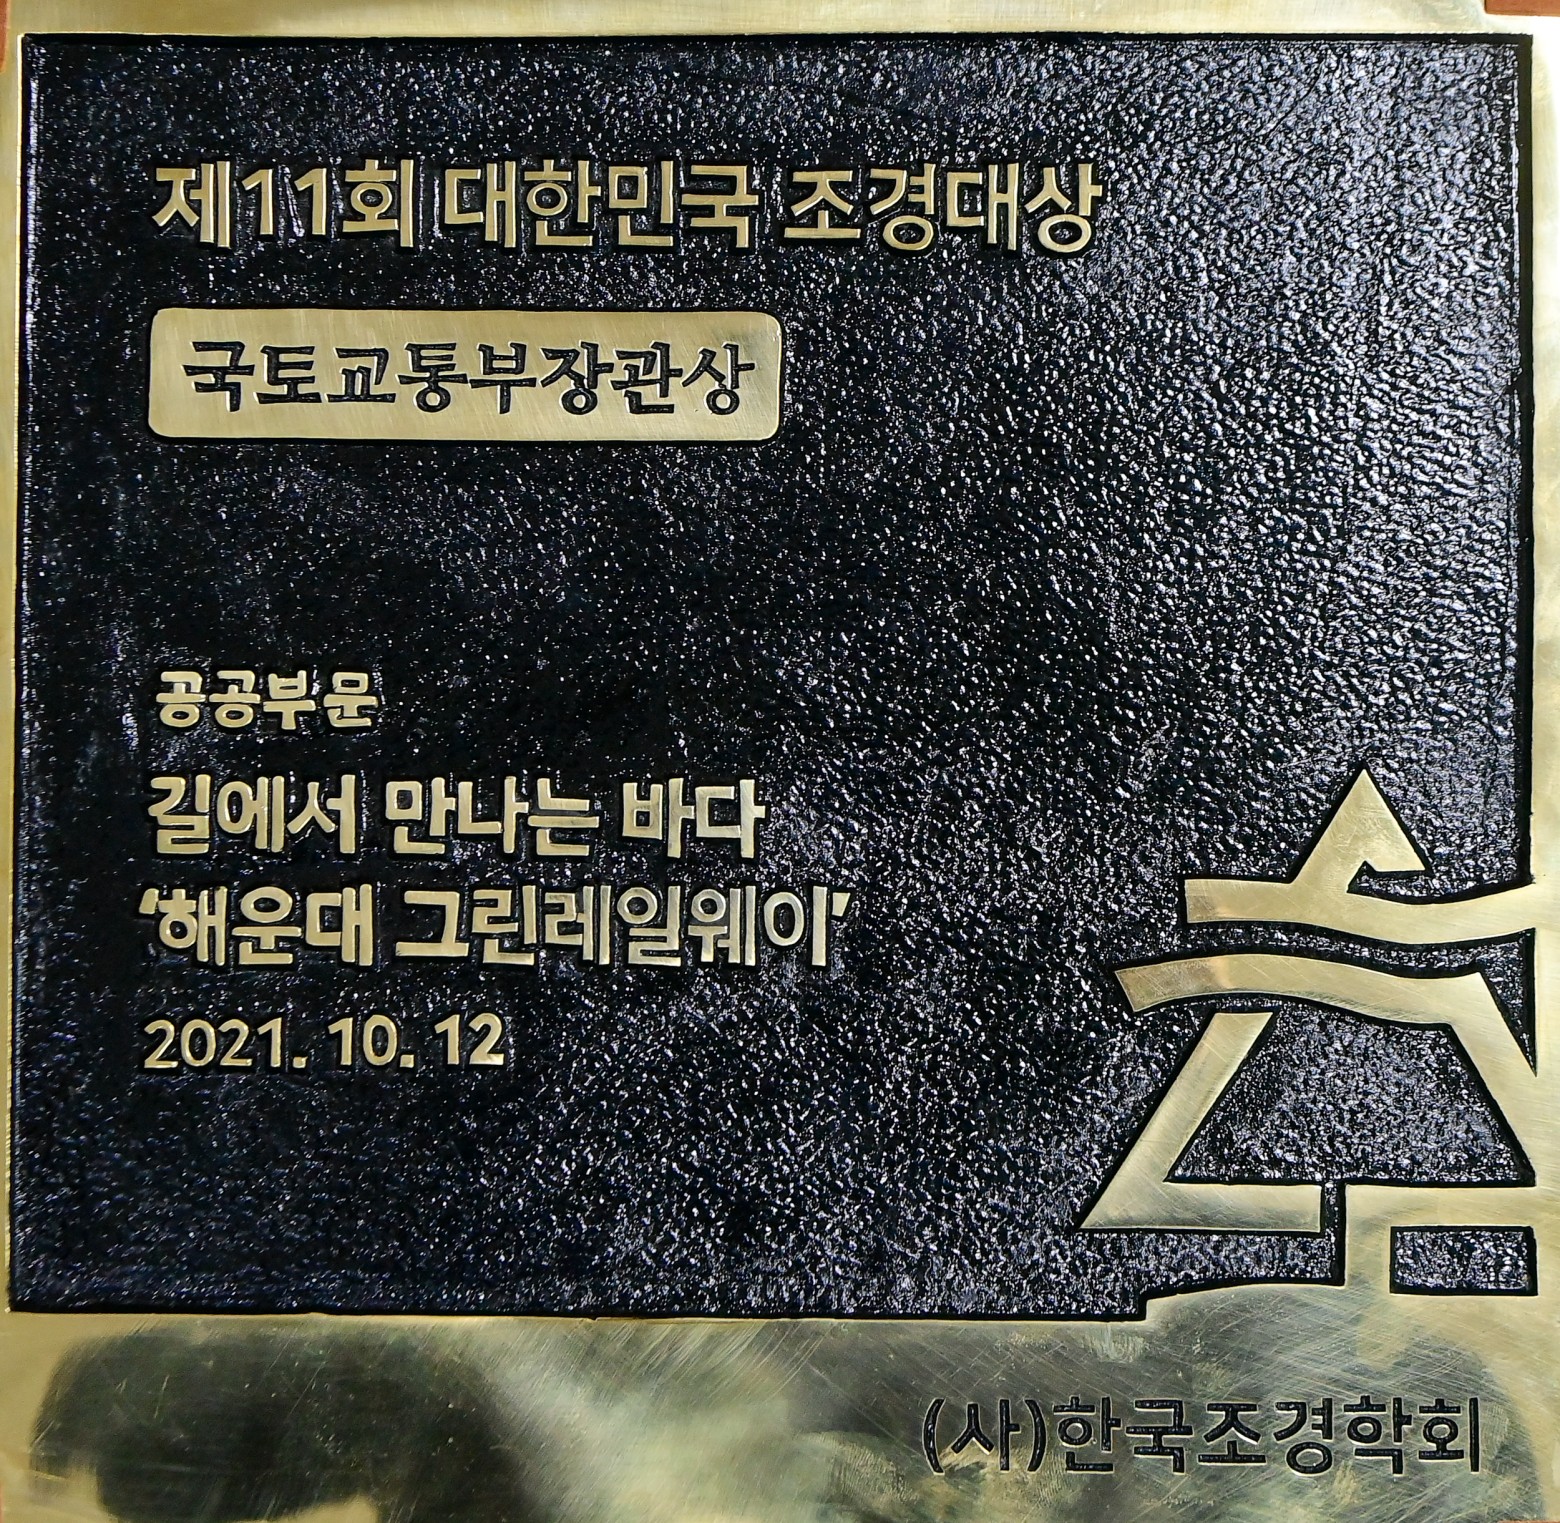 제11회 대한민국 조경대상
국토교통부장관상
공공부문
길에서 만나는 바다
‘해운대 그린레일웨이’
2021. 10. 12
(사)한국조경학회